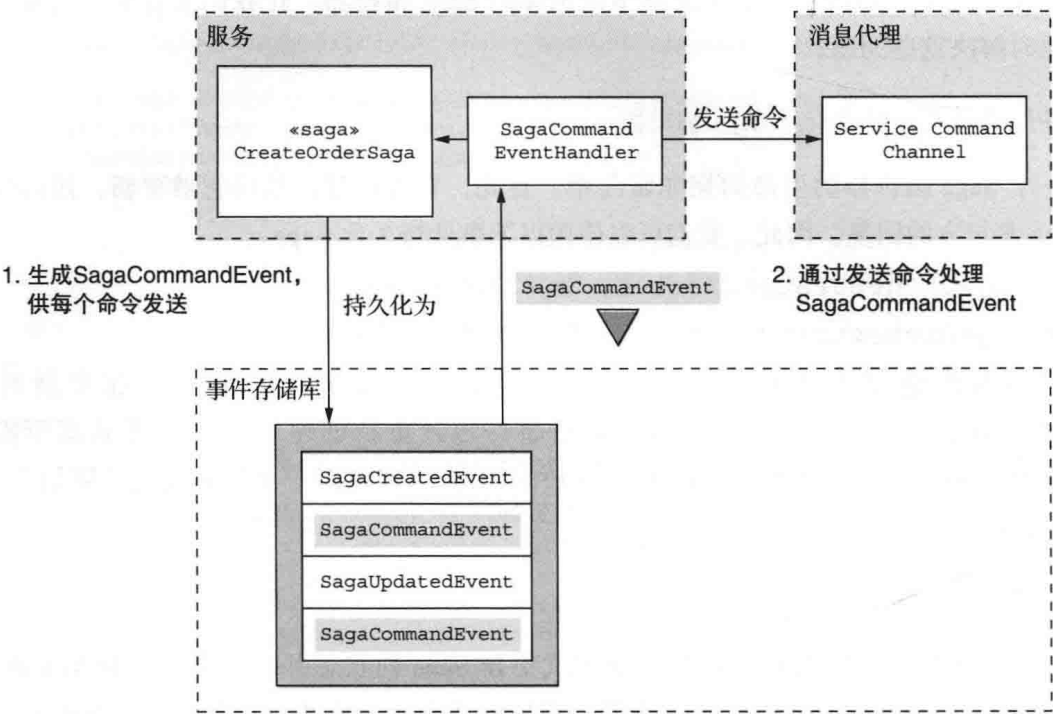 服务
消息代理
«saga»
CreateOrderSaga
SagaCommand
EventHandler
发送命令
Service Command
Channel
1. 生成SagaCommandEvent，
供每个命令发送
持久化为
SagaCommandEvent
2. 通过发送命令处理
SagaCommandEvent
事件存储库
SagaCreatedEvent
SagaCommandEvent
SagaUpdatedEvent
SagaCommandEvent